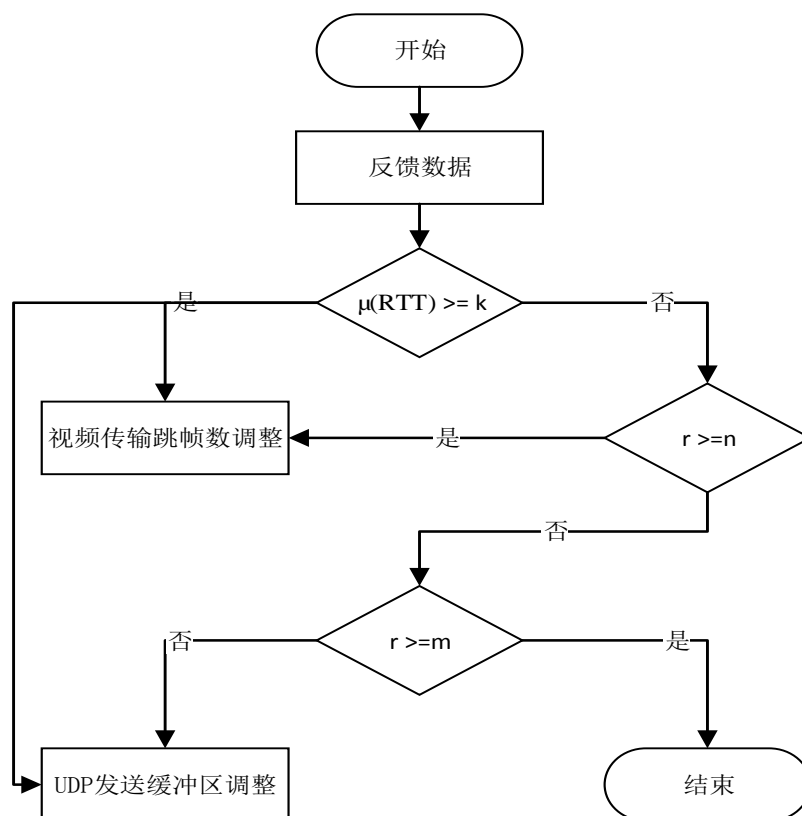 开始
反馈数据
μ(RTT) >= k
是
否
视频传输跳帧数调整
是
r >=n
否
r >=m
否
是
UDP发送缓冲区调整
结束